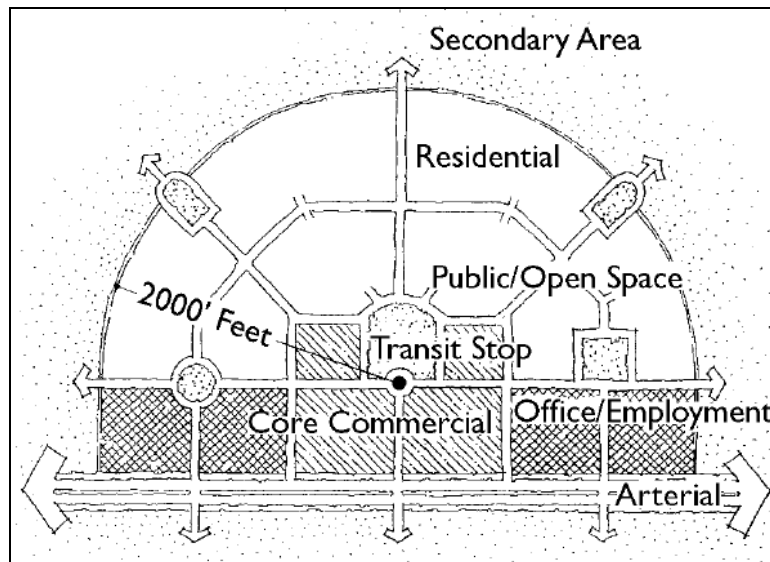 Secondary Area
Residential
Public/Open Space
2000' Feet
Transit Stop
Core Commercial
Office/Employment
Arterial